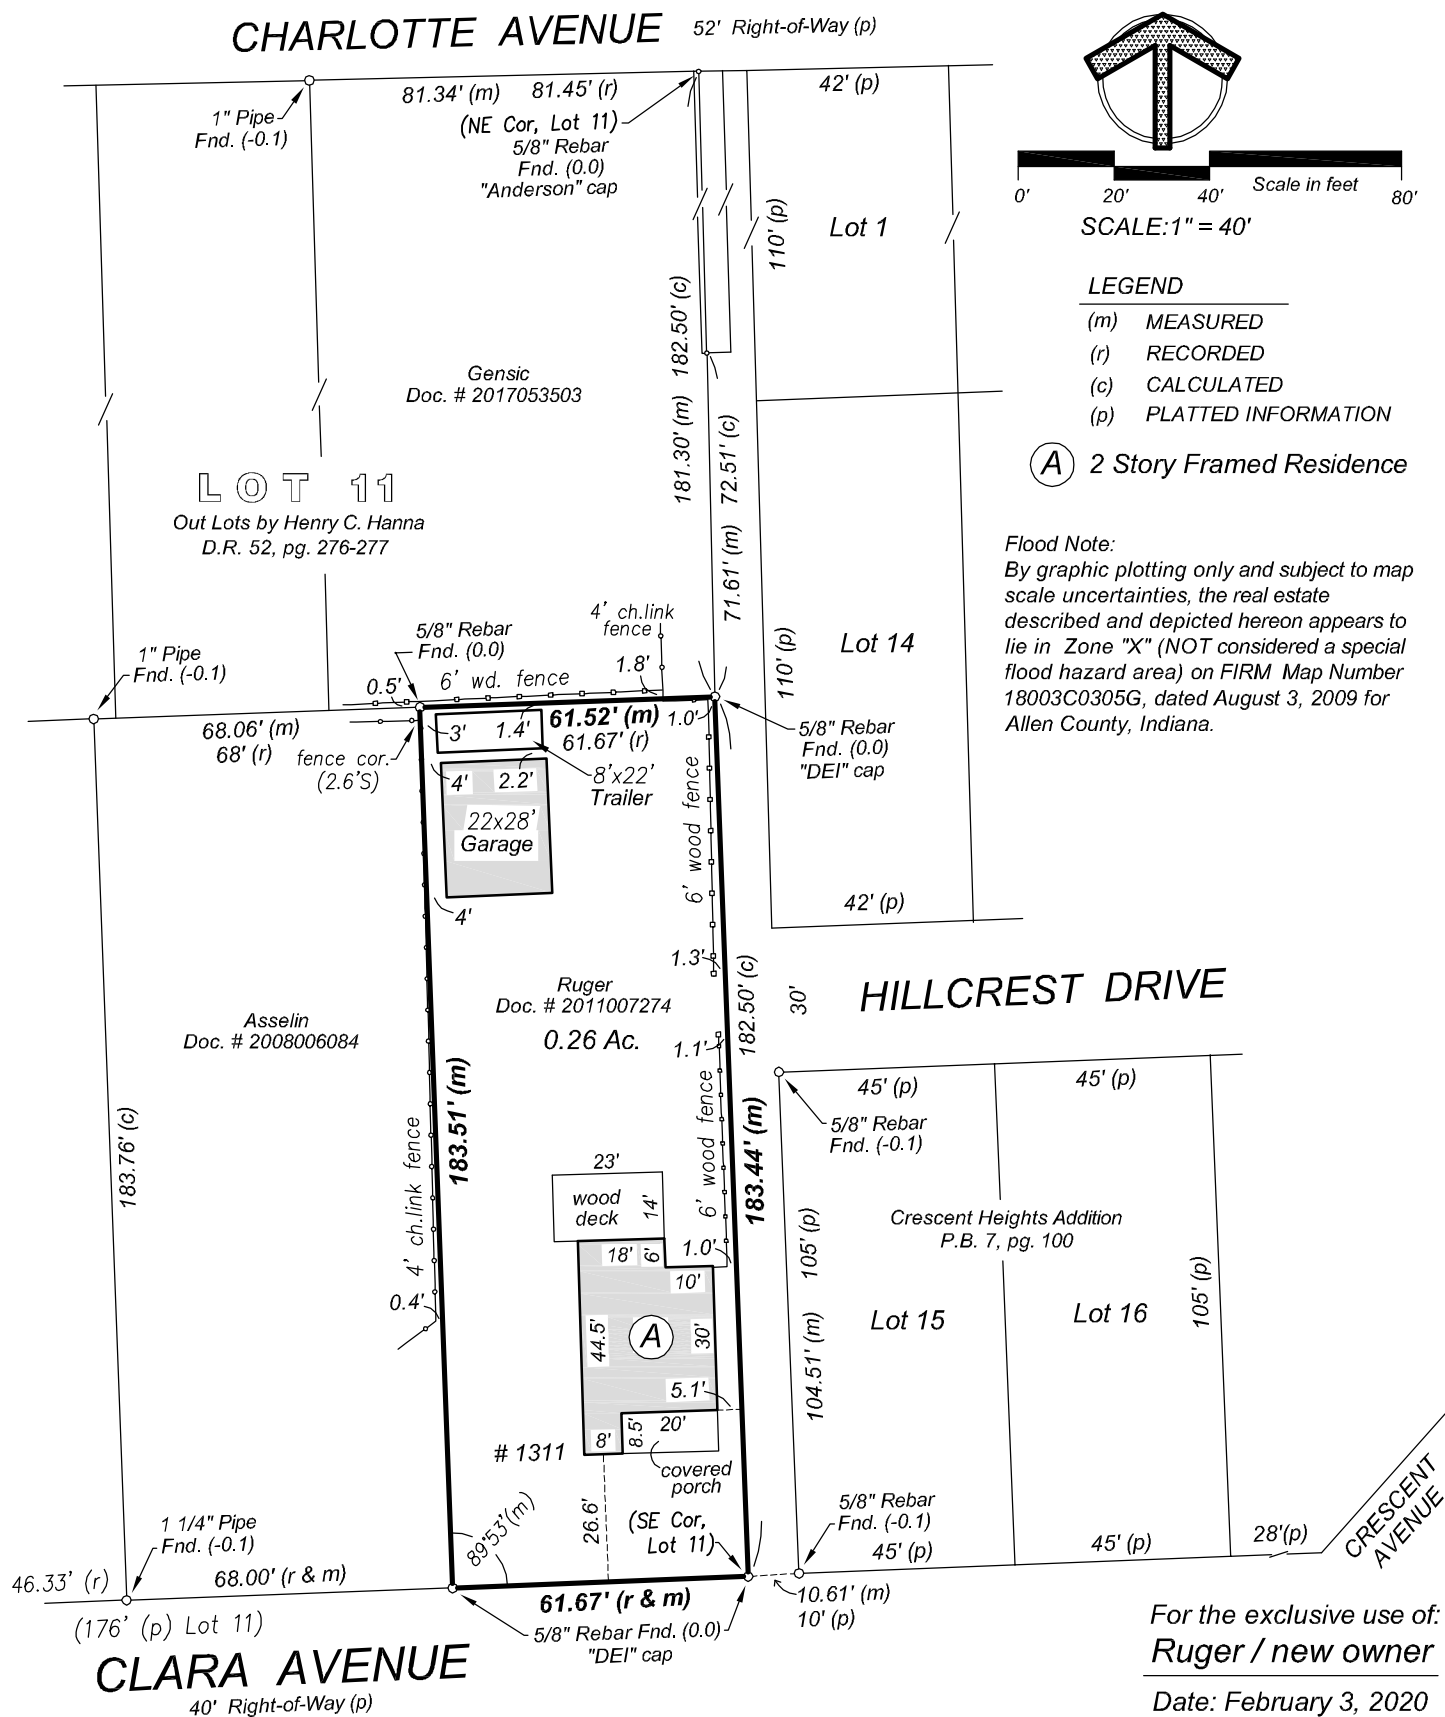 CHARLOTTE AVENUE 52' Right-of-Way (p)
81.34' (m) 81.45' (r)
42' (p)
1" Pipe
Fnd. (-0.1)
(NE Cor, Lot 11)
5/8" Rebar
Fnd. (0.0)
"Anderson" cap
0' 20' 40' 80'
Scale in feet
SCALE:1" = 40'
110' (p)
Lot 1
LEGEND
(m) MEASURED
(r) RECORDED
(c) CALCULATED
(p) PLATTED INFORMATION
A 2 Story Framed Residence
Flood Note:
By graphic plotting only and subject to map
scale uncertainties, the real estate
described and depicted hereon appears to
lie in Zone "X" (NOT considered a special
flood hazard area) on FIRM Map Number
18003C0305G, dated August 3, 2009 for
Allen County, Indiana.
181.30' (m) 182.50' (c)
71.61' (m) 72.51' (c)
Gensic
Doc. # 2017053503
LOT 11
Out Lots by Henry C. Hanna
D.R. 52, pg. 276-277
110' (p)
Lot 14
42' (p)
4' ch.link
fence
5/8" Rebar
Fnd. (0.0)
1" Pipe
Fnd. (-0.1)
1.8'
6' wd. fence
0.5'
68.06' (m)
68' (r)
fence cor.
(2.6'S)
61.52' (m)
61.67' (r)
1.0'
3'
1.4'
5/8" Rebar
Fnd. (0.0)
"DEI" cap
8'x22'
Trailer
4'
2.2'
22x28'
Garage
4'
6' wood fence
1.3'
Ruger
Doc. # 2011007274
0.26 Ac.
182.50' (c)
30'
HILLCREST DRIVE
Asselin
Doc. # 2008006084
1.1'
183.76' (c)
4' ch.link fence
183.51' (m)
6' wood fence
183.44' (m)
45' (p)
45' (p)
5/8" Rebar
Fnd. (-0.1)
23'
wood
deck
14'
18'
6'
1.0'
10'
0.4'
44.5'
A
30'
5.1'
8'
8.5'
20'
# 1311
covered
porch
Crescent Heights Addition
P.B. 7, pg. 100
104.51' (m) 105' (p)
105' (p)
Lot 15
Lot 16
89°53'(m)
26.6'
(SE Cor,
Lot 11)
5/8" Rebar
Fnd. (-0.1)
45' (p)
45' (p)
28'(p)
CRESCENT
AVENUE
1 1/4" Pipe
Fnd. (-0.1)
46.33' (r)
68.00' (r & m)
61.67' (r & m)
10.61' (m)
10' (p)
(176' (p) Lot 11)
5/8" Rebar Fnd. (0.0)
"DEI" cap
CLARA AVENUE
40' Right-of-Way (p)
For the exclusive use of:
Ruger / new owner
Date: February 3, 2020